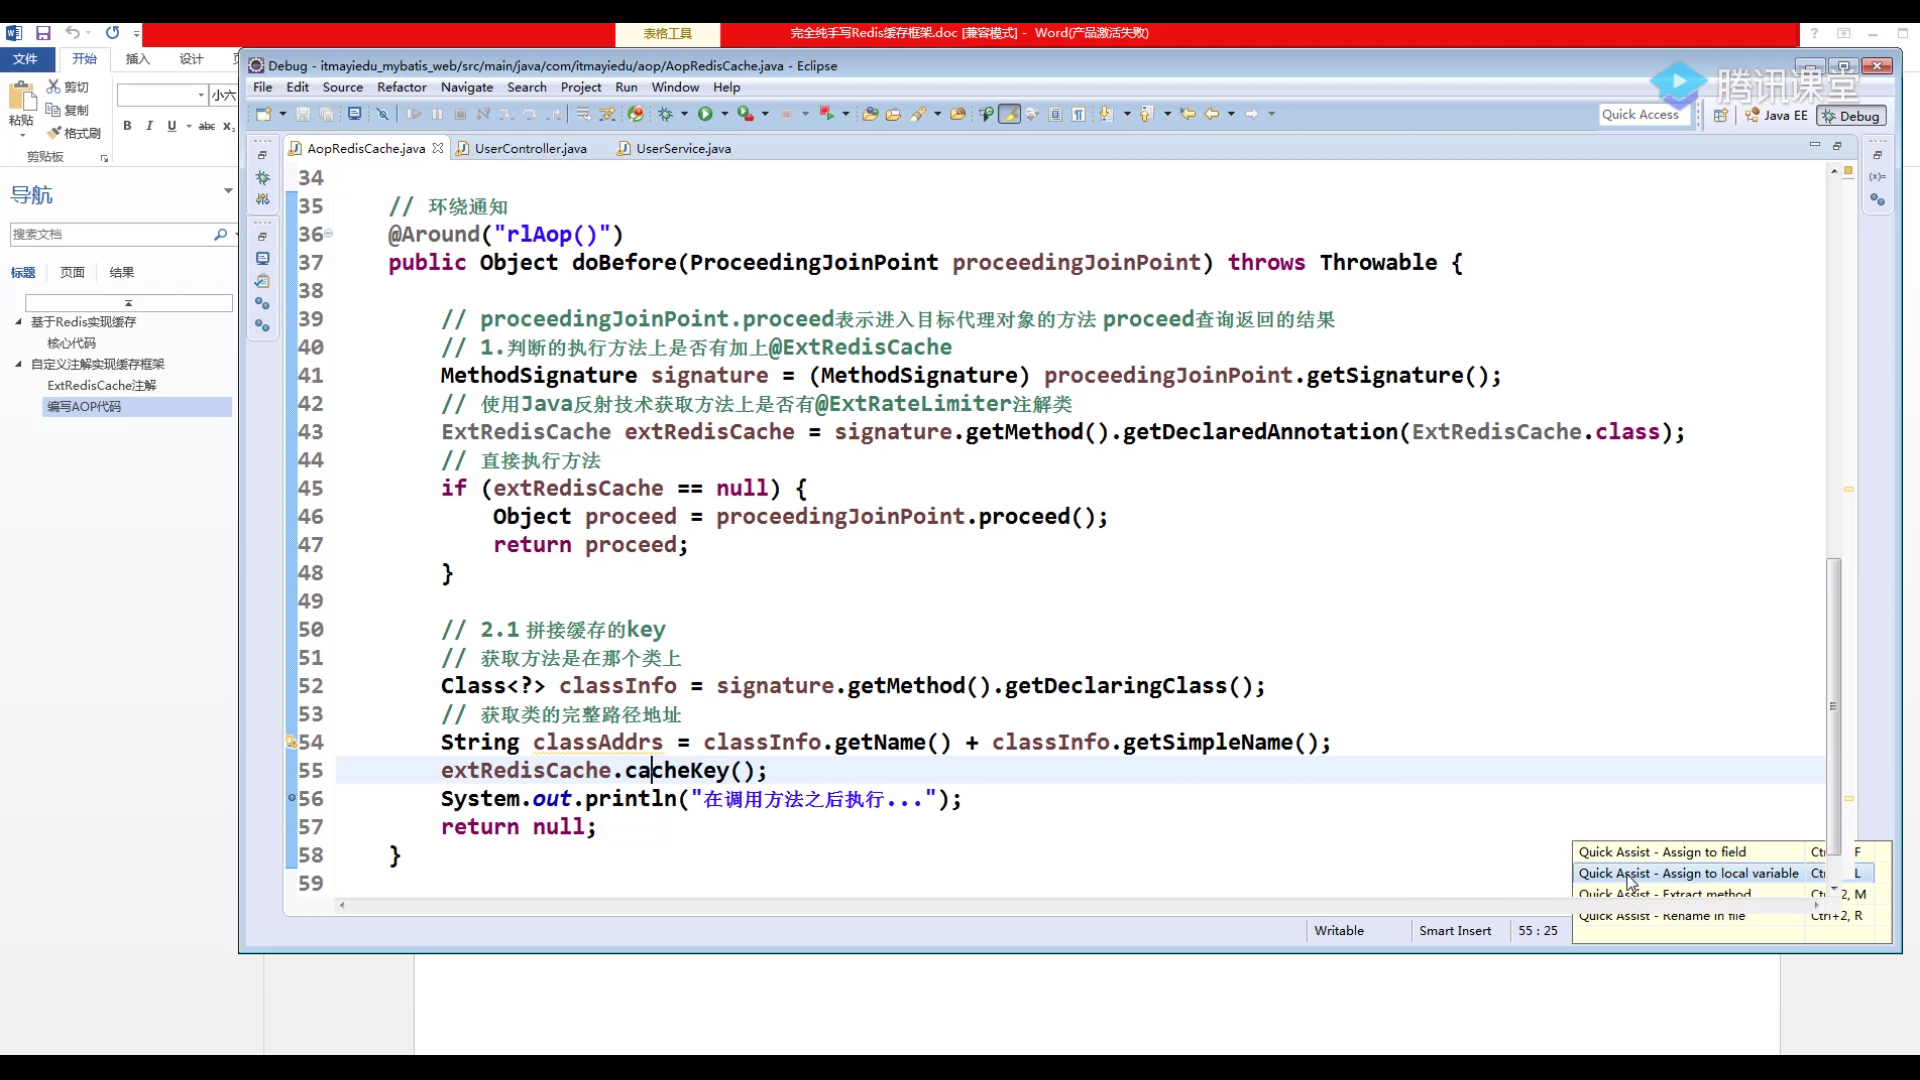 表格工具
完全纯手写Redis缓存框架.doc [兼容模式] - Word(产品激活失败)
文件
开始
插入
设计
剪切
复制
粘贴
格式刷
剪贴板
小六
B I U abc x₂
导航
搜索文档
标题 页面 结果
基于Redis实现缓存
核心代码
自定义注解实现缓存框架
ExtRedisCache注解
编写AOP代码
Debug - itmayiedu_mybatis_web/src/main/java/com/itmayiedu/aop/AopRedisCache.java - Eclipse
腾讯课堂
File Edit Source Refactor Navigate Search Project Run Window Help
Quick Access
Java EE
Debug
AopRedisCache.java
UserController.java
UserService.java
34
35 // 环绕通知
36 @Around("rlAop()")
37 public Object doBefore(ProceedingJoinPoint proceedingJoinPoint) throws Throwable {
38
39 // proceedingJoinPoint.proceed表示进入目标代理对象的方法 proceed查询返回的结果
40 // 1.判断的执行方法上是否有加上@ExtRedisCache
41 MethodSignature signature = (MethodSignature) proceedingJoinPoint.getSignature();
42 // 使用Java反射技术获取方法上是否有@ExtRateLimiter注解类
43 ExtRedisCache extRedisCache = signature.getMethod().getDeclaredAnnotation(ExtRedisCache.class);
44 // 直接执行方法
45 if (extRedisCache == null) {
46 Object proceed = proceedingJoinPoint.proceed();
47 return proceed;
48 }
49
50 // 2.1 拼接缓存的key
51 // 获取方法是在那个类上
52 Class<?> classInfo = signature.getMethod().getDeclaringClass();
53 // 获取类的完整路径地址
54 String classAddrs = classInfo.getName() + classInfo.getSimpleName();
55 extRedisCache.cacheKey();
56 System.out.println("在调用方法之后执行...");
57 return null;
58 }
59
Quick Assist - Assign to field Ct F
Quick Assist - Assign to local variable Ct L
Quick Assist - Extract method Ct 2, M
Quick Assist - Rename in file Ctrl+2, R
Writable
Smart Insert
55 : 25